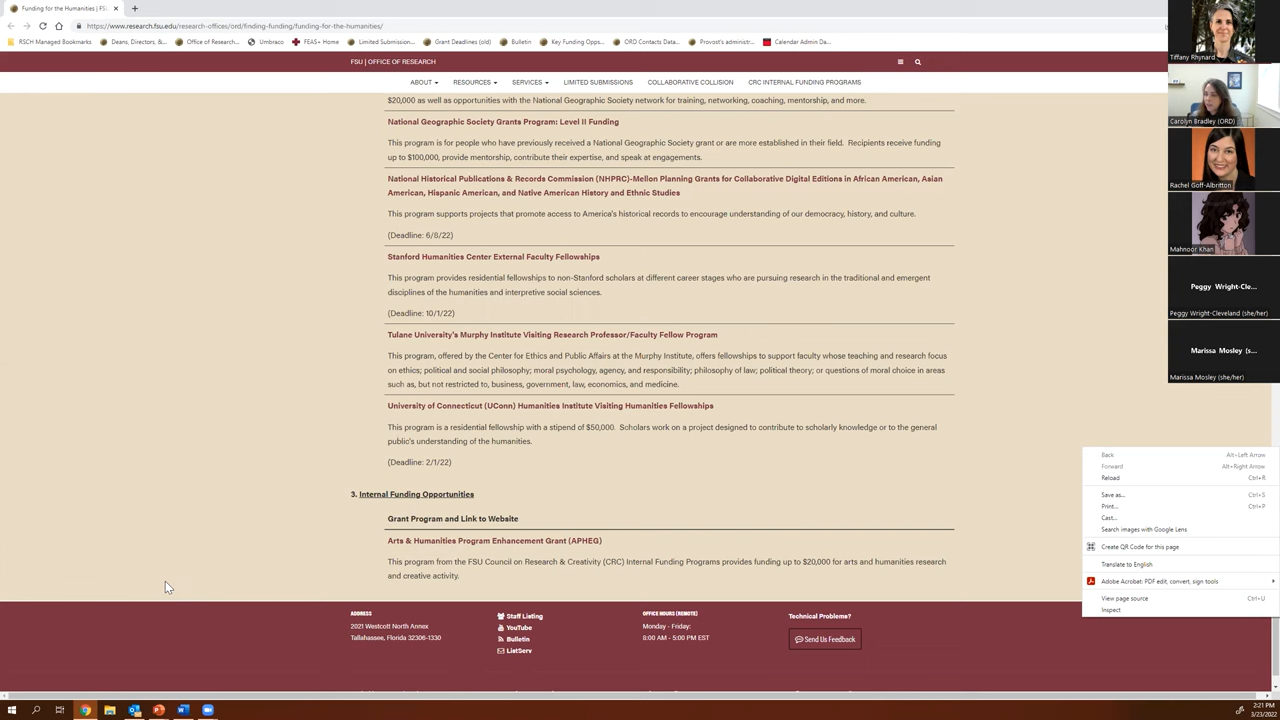 Funding for the Humanities | FS
https://www.research.fsu.edu/research-offices/ord/finding-funding/funding-for-the-humanities/
RSCH Managed Bookmarks
Deans, Directors, &...
Office of Research...
Umbraco
FEAS+ Home
Limited Submission...
Grant Deadlines (old)
Bulletin
Key Funding Opps...
ORD Contacts Data...
Provost's administr...
Calendar Admin Da...
FSU | OFFICE OF RESEARCH
ABOUT
RESOURCES
SERVICES
LIMITED SUBMISSIONS
COLLABORATIVE COLLISION
CRC INTERNAL FUNDING PROGRAMS
$20,000 as well as opportunities with the National Geographic Society network for training, networking, coaching, mentorship, and more.
National Geographic Society Grants Program: Level II Funding
This program is for people who have previously received a National Geographic Society grant or are more established in their field. Recipients receive funding
up to $100,000, provide mentorship, contribute their expertise, and speak at engagements.
National Historical Publications & Records Commission (NHPRC)-Mellon Planning Grants for Collaborative Digital Editions in African American, Asian
American, Hispanic American, and Native American History and Ethnic Studies
This program supports projects that promote access to America's historical records to encourage understanding of our democracy, history, and culture.
(Deadline: 6/8/22)
Stanford Humanities Center External Faculty Fellowships
This program provides residential fellowships to non-Stanford scholars at different career stages who are pursuing research in the traditional and emergent
disciplines of the humanities and interpretive social sciences.
(Deadline: 10/1/22)
Tulane University's Murphy Institute Visiting Research Professor/Faculty Fellow Program
This program, offered by the Center for Ethics and Public Affairs at the Murphy Institute, offers fellowships to support faculty whose teaching and research focus
on ethics; political and social philosophy; moral psychology, agency, and responsibility; philosophy of law; political theory; or questions of moral choice in areas
such as, but not restricted to, business, government, law, economics, and medicine.
University of Connecticut (UConn) Humanities Institute Visiting Humanities Fellowships
This program is a residential fellowship with a stipend of $50,000. Scholars work on a project designed to contribute to scholarly knowledge or to the general
public's understanding of the humanities.
(Deadline: 2/1/22)
3. Internal Funding Opportunities
Grant Program and Link to Website
Arts & Humanities Program Enhancement Grant (APHEG)
This program from the FSU Council on Research & Creativity (CRC) Internal Funding Programs provides funding up to $20,000 for arts and humanities research
and creative activity.
ADDRESS
2021 Westcott North Annex
Tallahassee, Florida 32306-1330
Staff Listing
YouTube
Bulletin
ListServ
OFFICE HOURS (REMOTE)
Monday - Friday:
8:00 AM - 5:00 PM EST
Technical Problems?
Send Us Feedback
Tiffany Rhynard
Carolyn Bradley (ORD)
Rachel Goff-Albritton
Mahnoor Khan
Peggy Wright-Cle...
Peggy Wright-Cleveland (she/her)
Marissa Mosley (s...
Marissa Mosley (she/her)
Back Alt+Left Arrow
Forward Alt+Right Arrow
Reload Ctrl+R
Save as... Ctrl+S
Print... Ctrl+P
Cast...
Search images with Google Lens
Create QR Code for this page
Translate to English
Adobe Acrobat: PDF edit, convert, sign tools
View page source Ctrl+U
Inspect
2:21 PM
3/23/2022